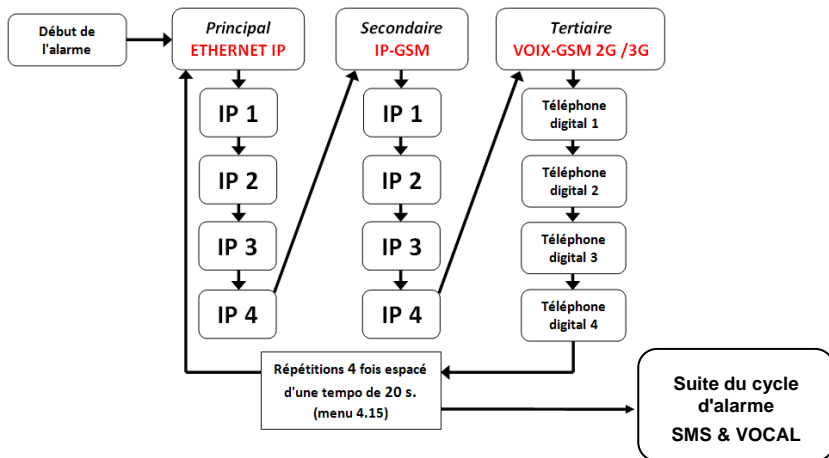 Début de
l'alarme
Principal
ETHERNET IP
IP 1
IP 2
IP 3
IP 4
Secondaire
IP-GSM
IP 1
IP 2
IP 3
IP 4
Tertiaire
VOIX-GSM 2G /3G
Téléphone
digital 1
Téléphone
digital 2
Téléphone
digital 3
Téléphone
digital 4
Répétitions 4 fois espacé
d'une tempo de 20 s.
(menu 4.15)
Suite du cycle
d'alarme
SMS & VOCAL